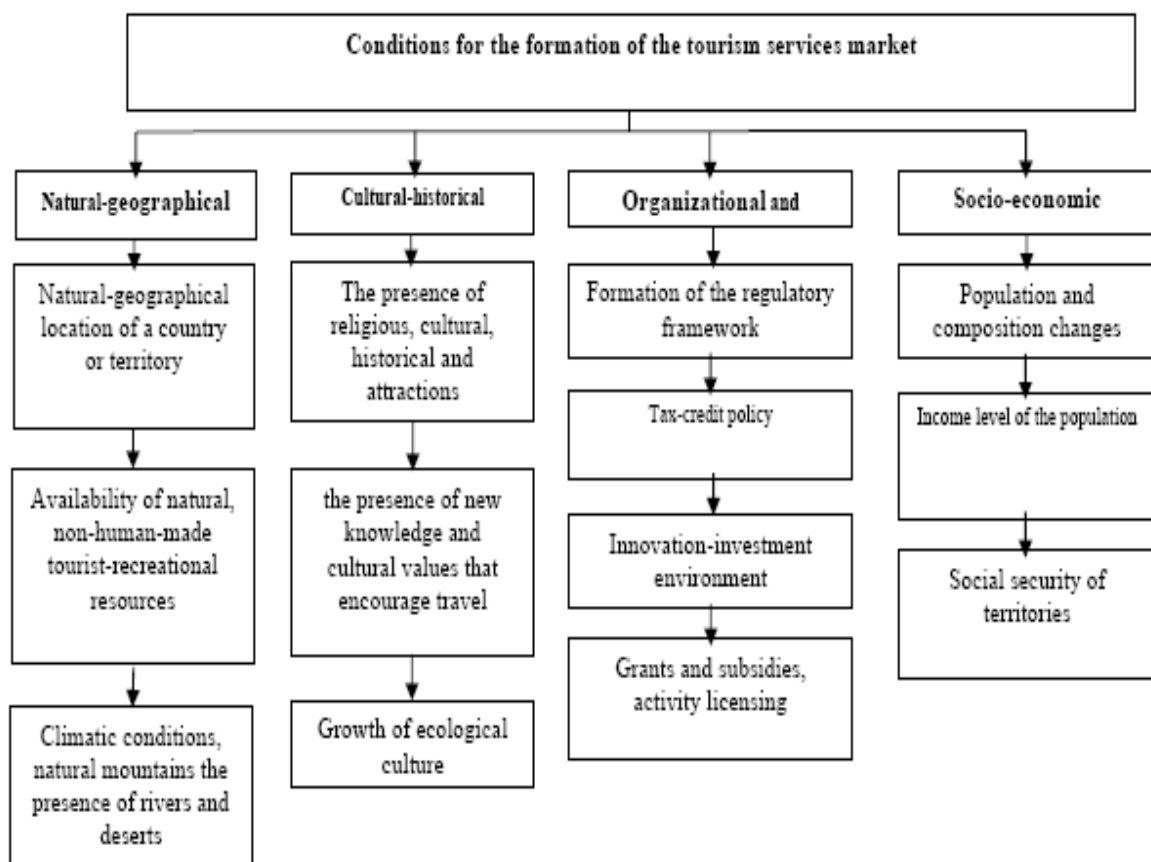 Conditions for the formation of the tourism services market
Natural-geographical
Natural-geographical
location of a country
or territory
Availability of natural,
non-human-made
tourist-recreational
resources
Climatic conditions,
natural mountains the
presence of rivers and
deserts
Cultural-historical
The presence of
religious, cultural,
historical and
attractions
the presence of new
knowledge and
cultural values that
encourage travel
Growth of ecological
culture
Organizational and
Formation of the regulatory
framework
Tax-credit policy
Innovation-investment
environment
Grants and subsidies,
activity licensing
Socio-economic
Population and
composition changes
Income level of the population
Social security of
territories